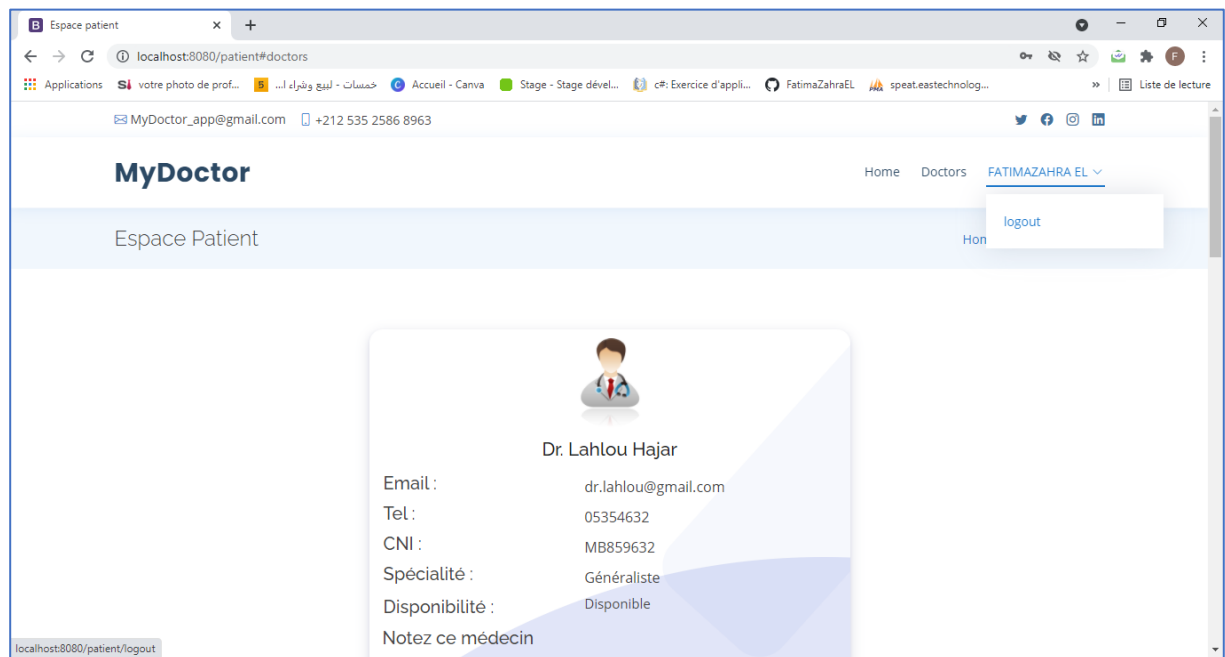 Espace patient
localhost:8080/patient#doctors
F
Applications
votre photo de prof...
خمسات - لبيع وشراء ا...
Accueil - Canva
Stage - Stage dével...
c#: Exercice d'appli...
FatimaZahraEL
speat.eastechnolog...
»
Liste de lecture
MyDoctor_app@gmail.com +212 535 2586 8963
MyDoctor
Home Doctors FATIMAZAHRA EL
logout
Espace Patient
Hon
Dr. Lahlou Hajar
Email : dr.lahlou@gmail.com
Tel : 05354632
CNI : MB859632
Spécialité : Généraliste
Disponibilité : Disponible
Notez ce médecin
localhost:8080/patient/logout